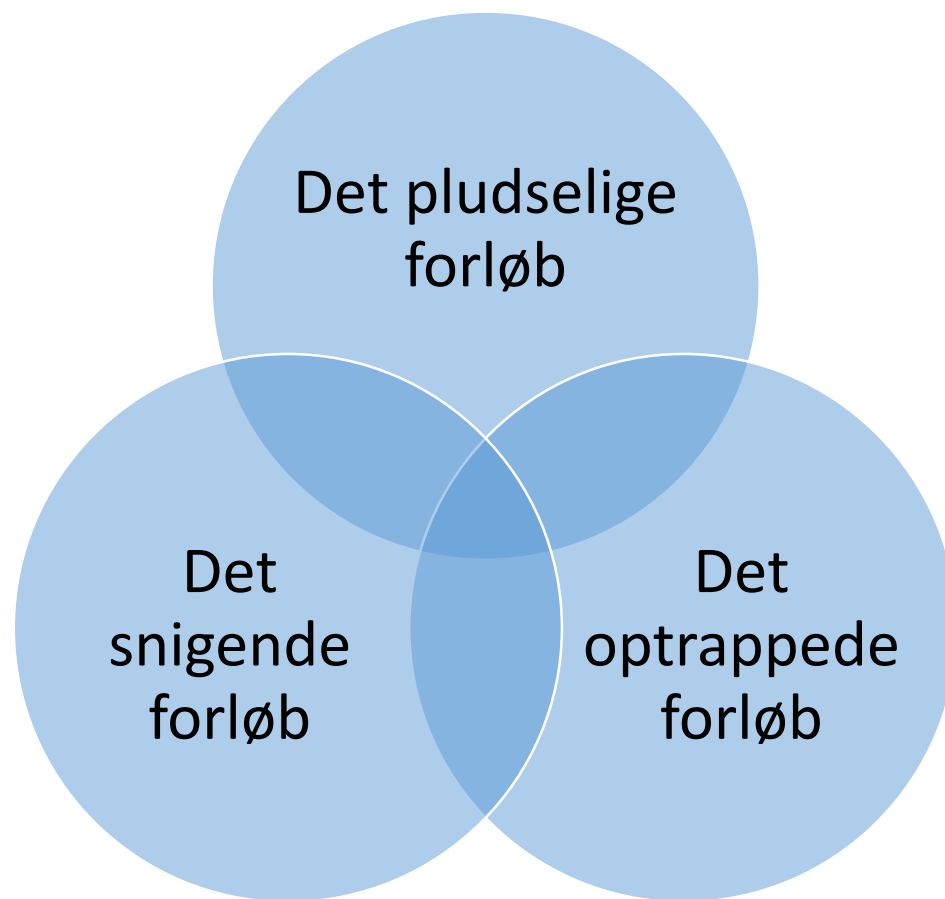 Det pludselige
forløb
Det
snigende
forløb
Det
optrappede
forløb